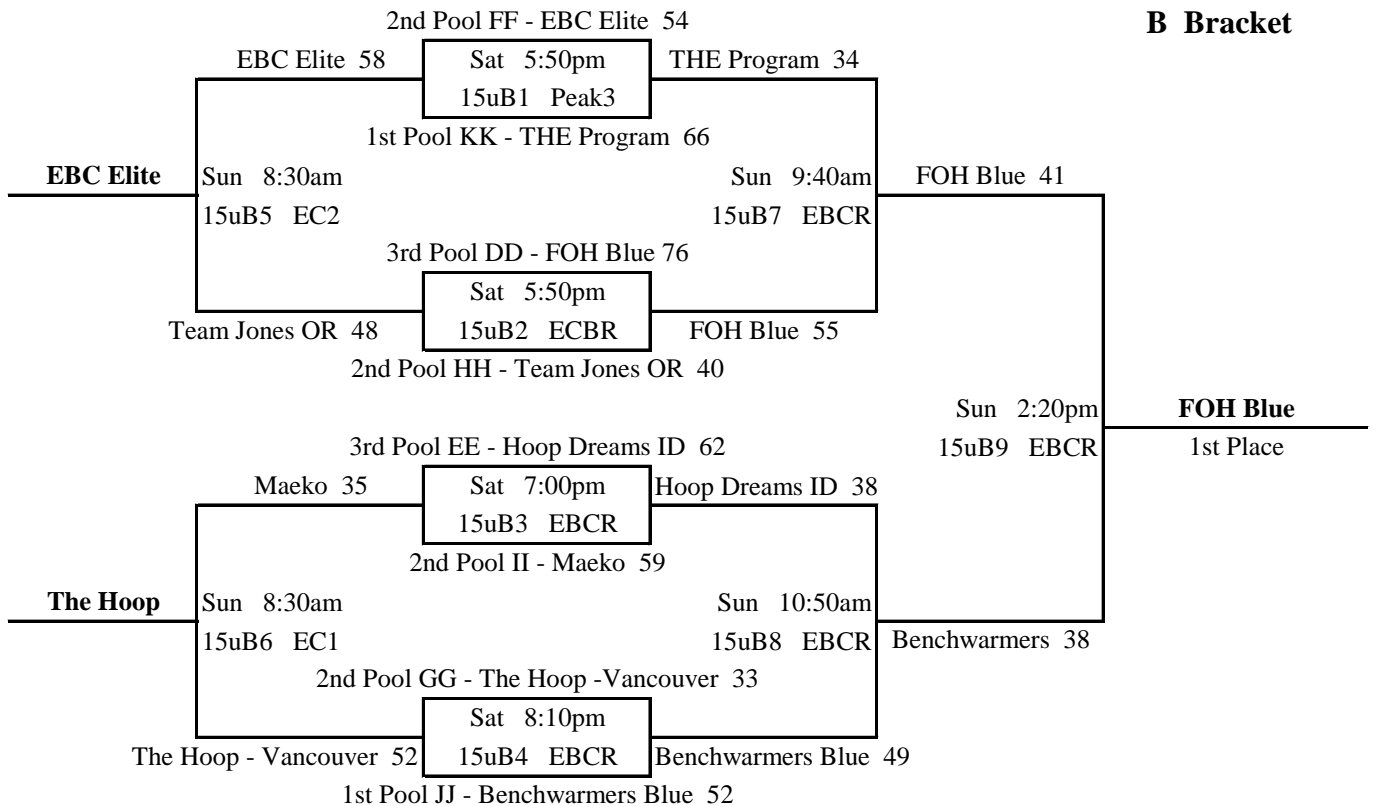 2nd Pool FF - EBC Elite 54
B Bracket
EBC Elite 58
Sat 5:50pm
THE Program 34
15uB1 Peak3
1st Pool KK - THE Program 66
EBC Elite
Sun 8:30am
Sun 9:40am
FOH Blue 41
15uB5 EC2
15uB7 EBCR
3rd Pool DD - FOH Blue 76
Sat 5:50pm
Team Jones OR 48
15uB2 ECBR
FOH Blue 55
2nd Pool HH - Team Jones OR 40
Sun 2:20pm
FOH Blue
3rd Pool EE - Hoop Dreams ID 62
15uB9 EBCR
1st Place
Maeko 35
Sat 7:00pm
Hoop Dreams ID 38
15uB3 EBCR
2nd Pool II - Maeko 59
The Hoop
Sun 8:30am
Sun 10:50am
15uB6 EC1
15uB8 EBCR
Benchwarmers 38
2nd Pool GG - The Hoop -Vancouver 33
Sat 8:10pm
The Hoop - Vancouver 52
15uB4 EBCR
Benchwarmers Blue 49
1st Pool JJ - Benchwarmers Blue 52